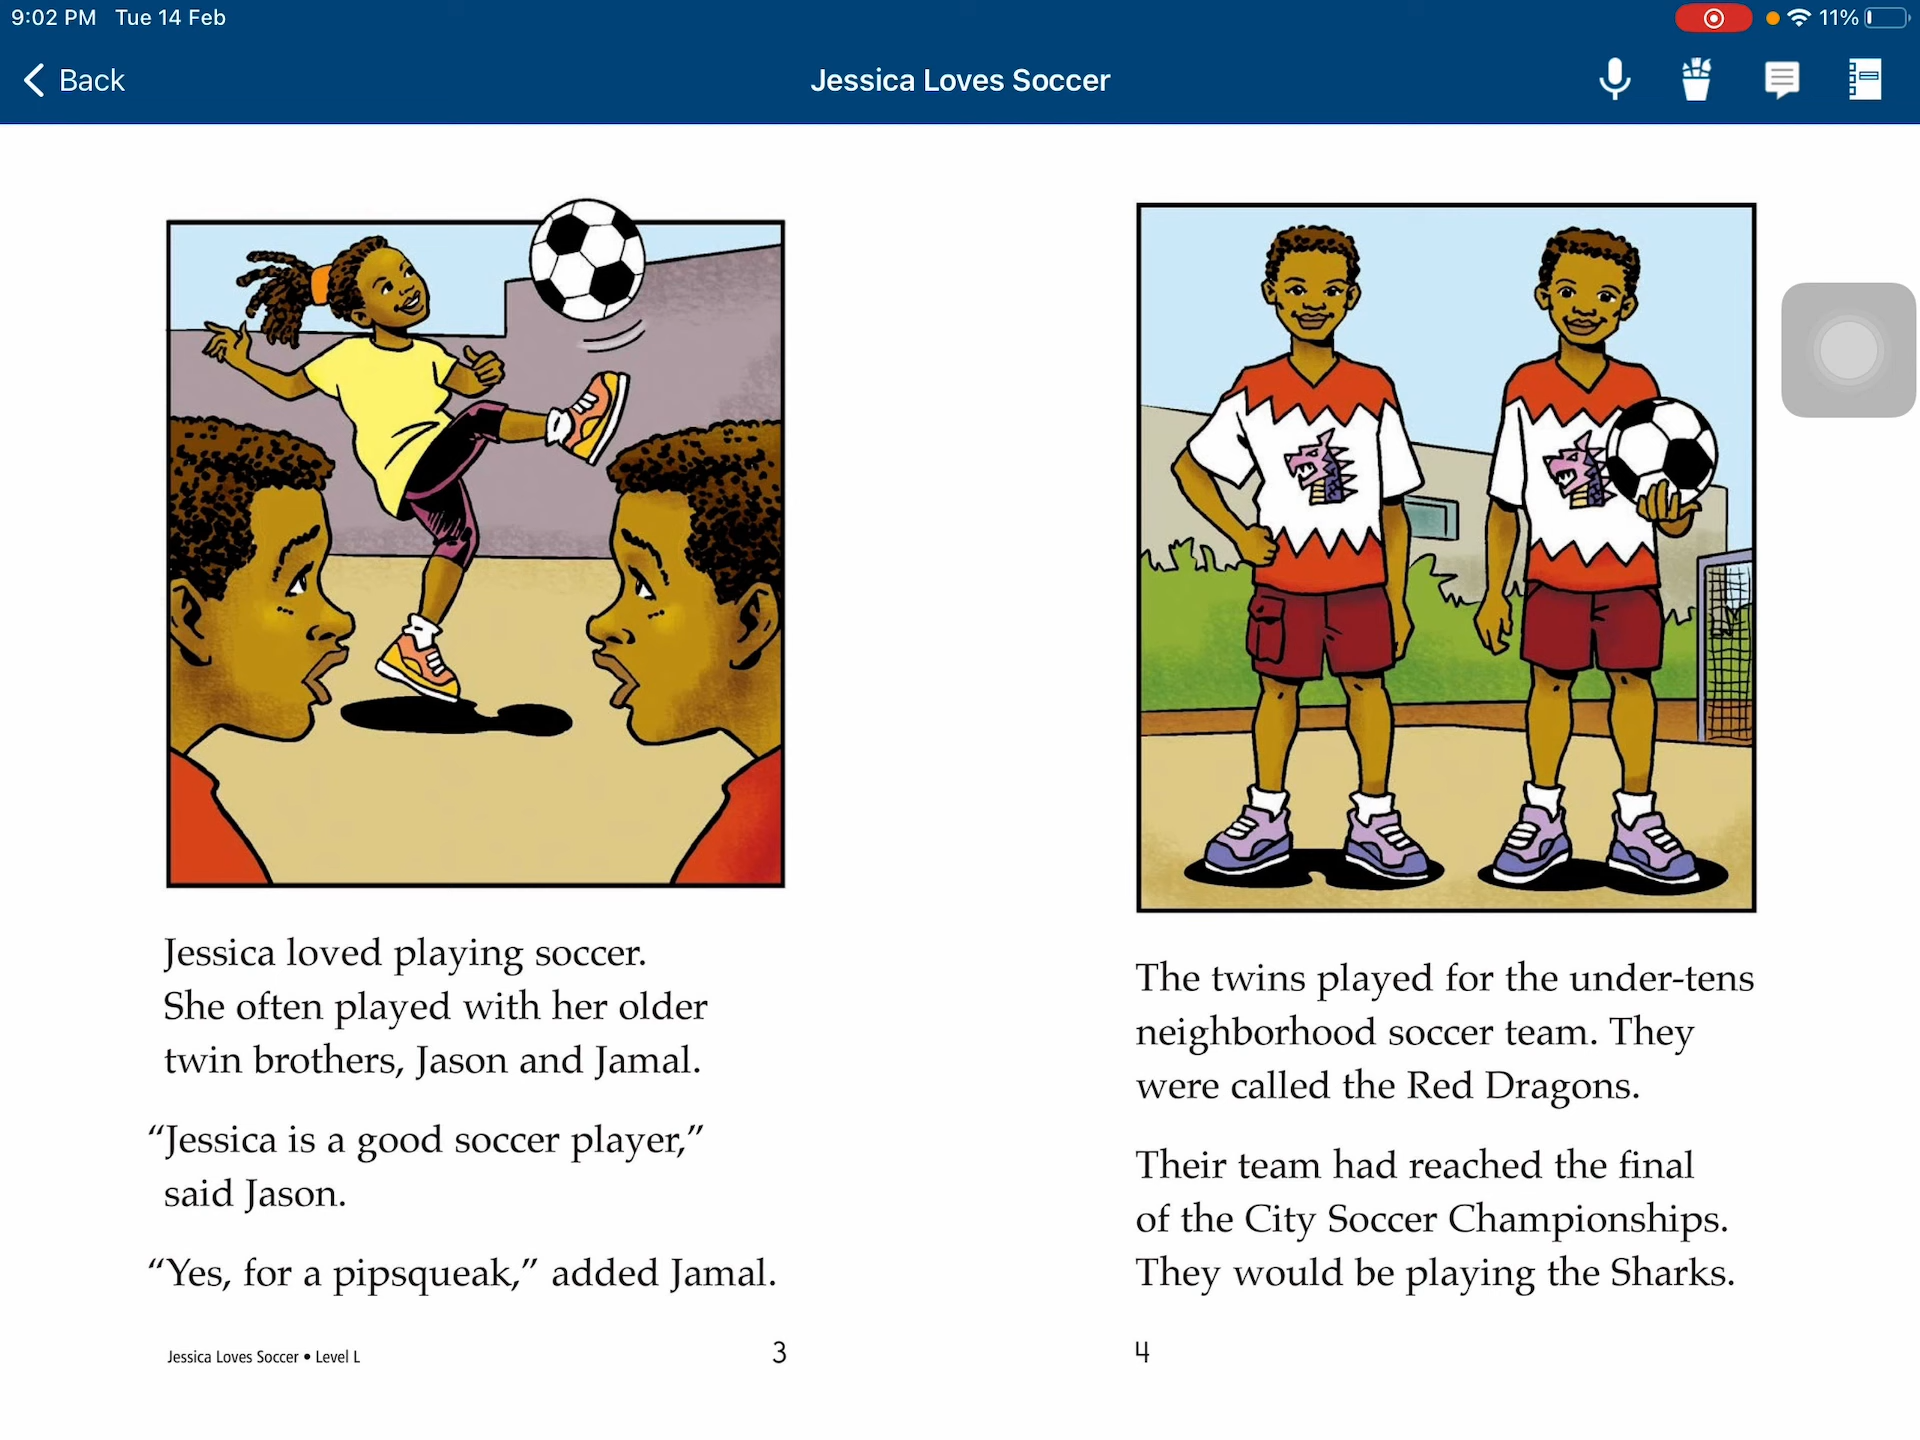 9:02 PM Tue 14 Feb
11%
Back
Jessica Loves Soccer
Jessica loved playing soccer.
She often played with her older
twin brothers, Jason and Jamal.
“Jessica is a good soccer player,”
said Jason.
“Yes, for a pipsqueak,” added Jamal.
Jessica Loves Soccer • Level L
3
The twins played for the under-tens
neighborhood soccer team. They
were called the Red Dragons.
Their team had reached the final
of the City Soccer Championships.
They would be playing the Sharks.
4